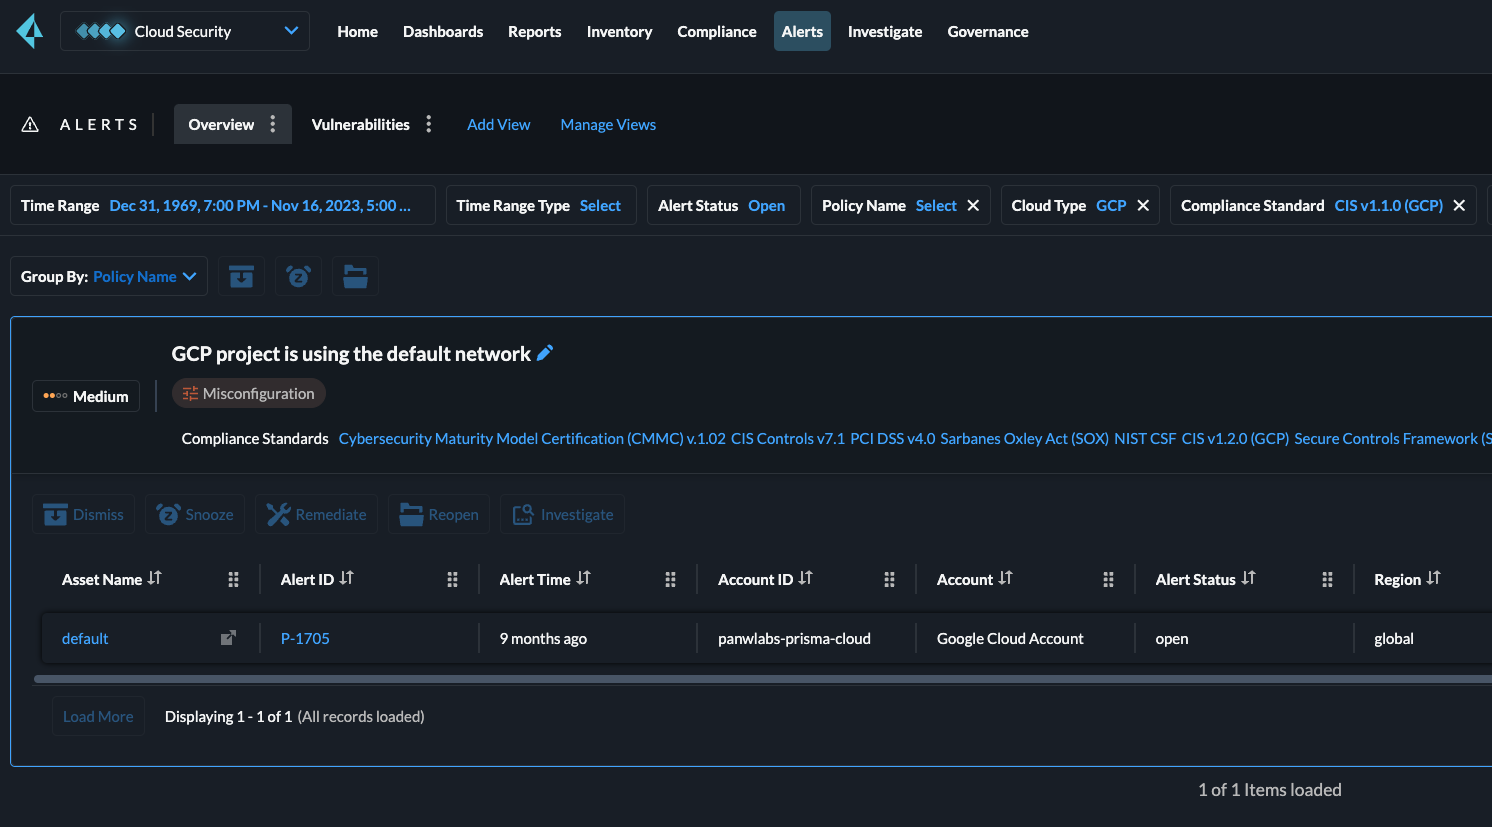 Cloud Security Home Dashboards Reports Inventory Compliance Alerts Investigate Governance
ALERTS Overview Vulnerabilities Add View Manage Views
Time Range Dec 31, 1969, 7:00 PM - Nov 16, 2023, 5:00 ... Time Range Type Select Alert Status Open Policy Name Select Cloud Type GCP Compliance Standard CIS v1.1.0 (GCP)
Group By: Policy Name
GCP project is using the default network
Medium
Misconfiguration
Compliance Standards Cybersecurity Maturity Model Certification (CMMC) v.1.02 CIS Controls v7.1 PCI DSS v4.0 Sarbanes Oxley Act (SOX) NIST CSF CIS v1.2.0 (GCP) Secure Controls Framework (S
Dismiss Snooze Remediate Reopen Investigate
Asset Name Alert ID Alert Time Account ID Account Alert Status Region
default P-1705 9 months ago panwlabs-prisma-cloud Google Cloud Account open global
Load More Displaying 1 - 1 of 1 (All records loaded)
1 of 1 Items loaded